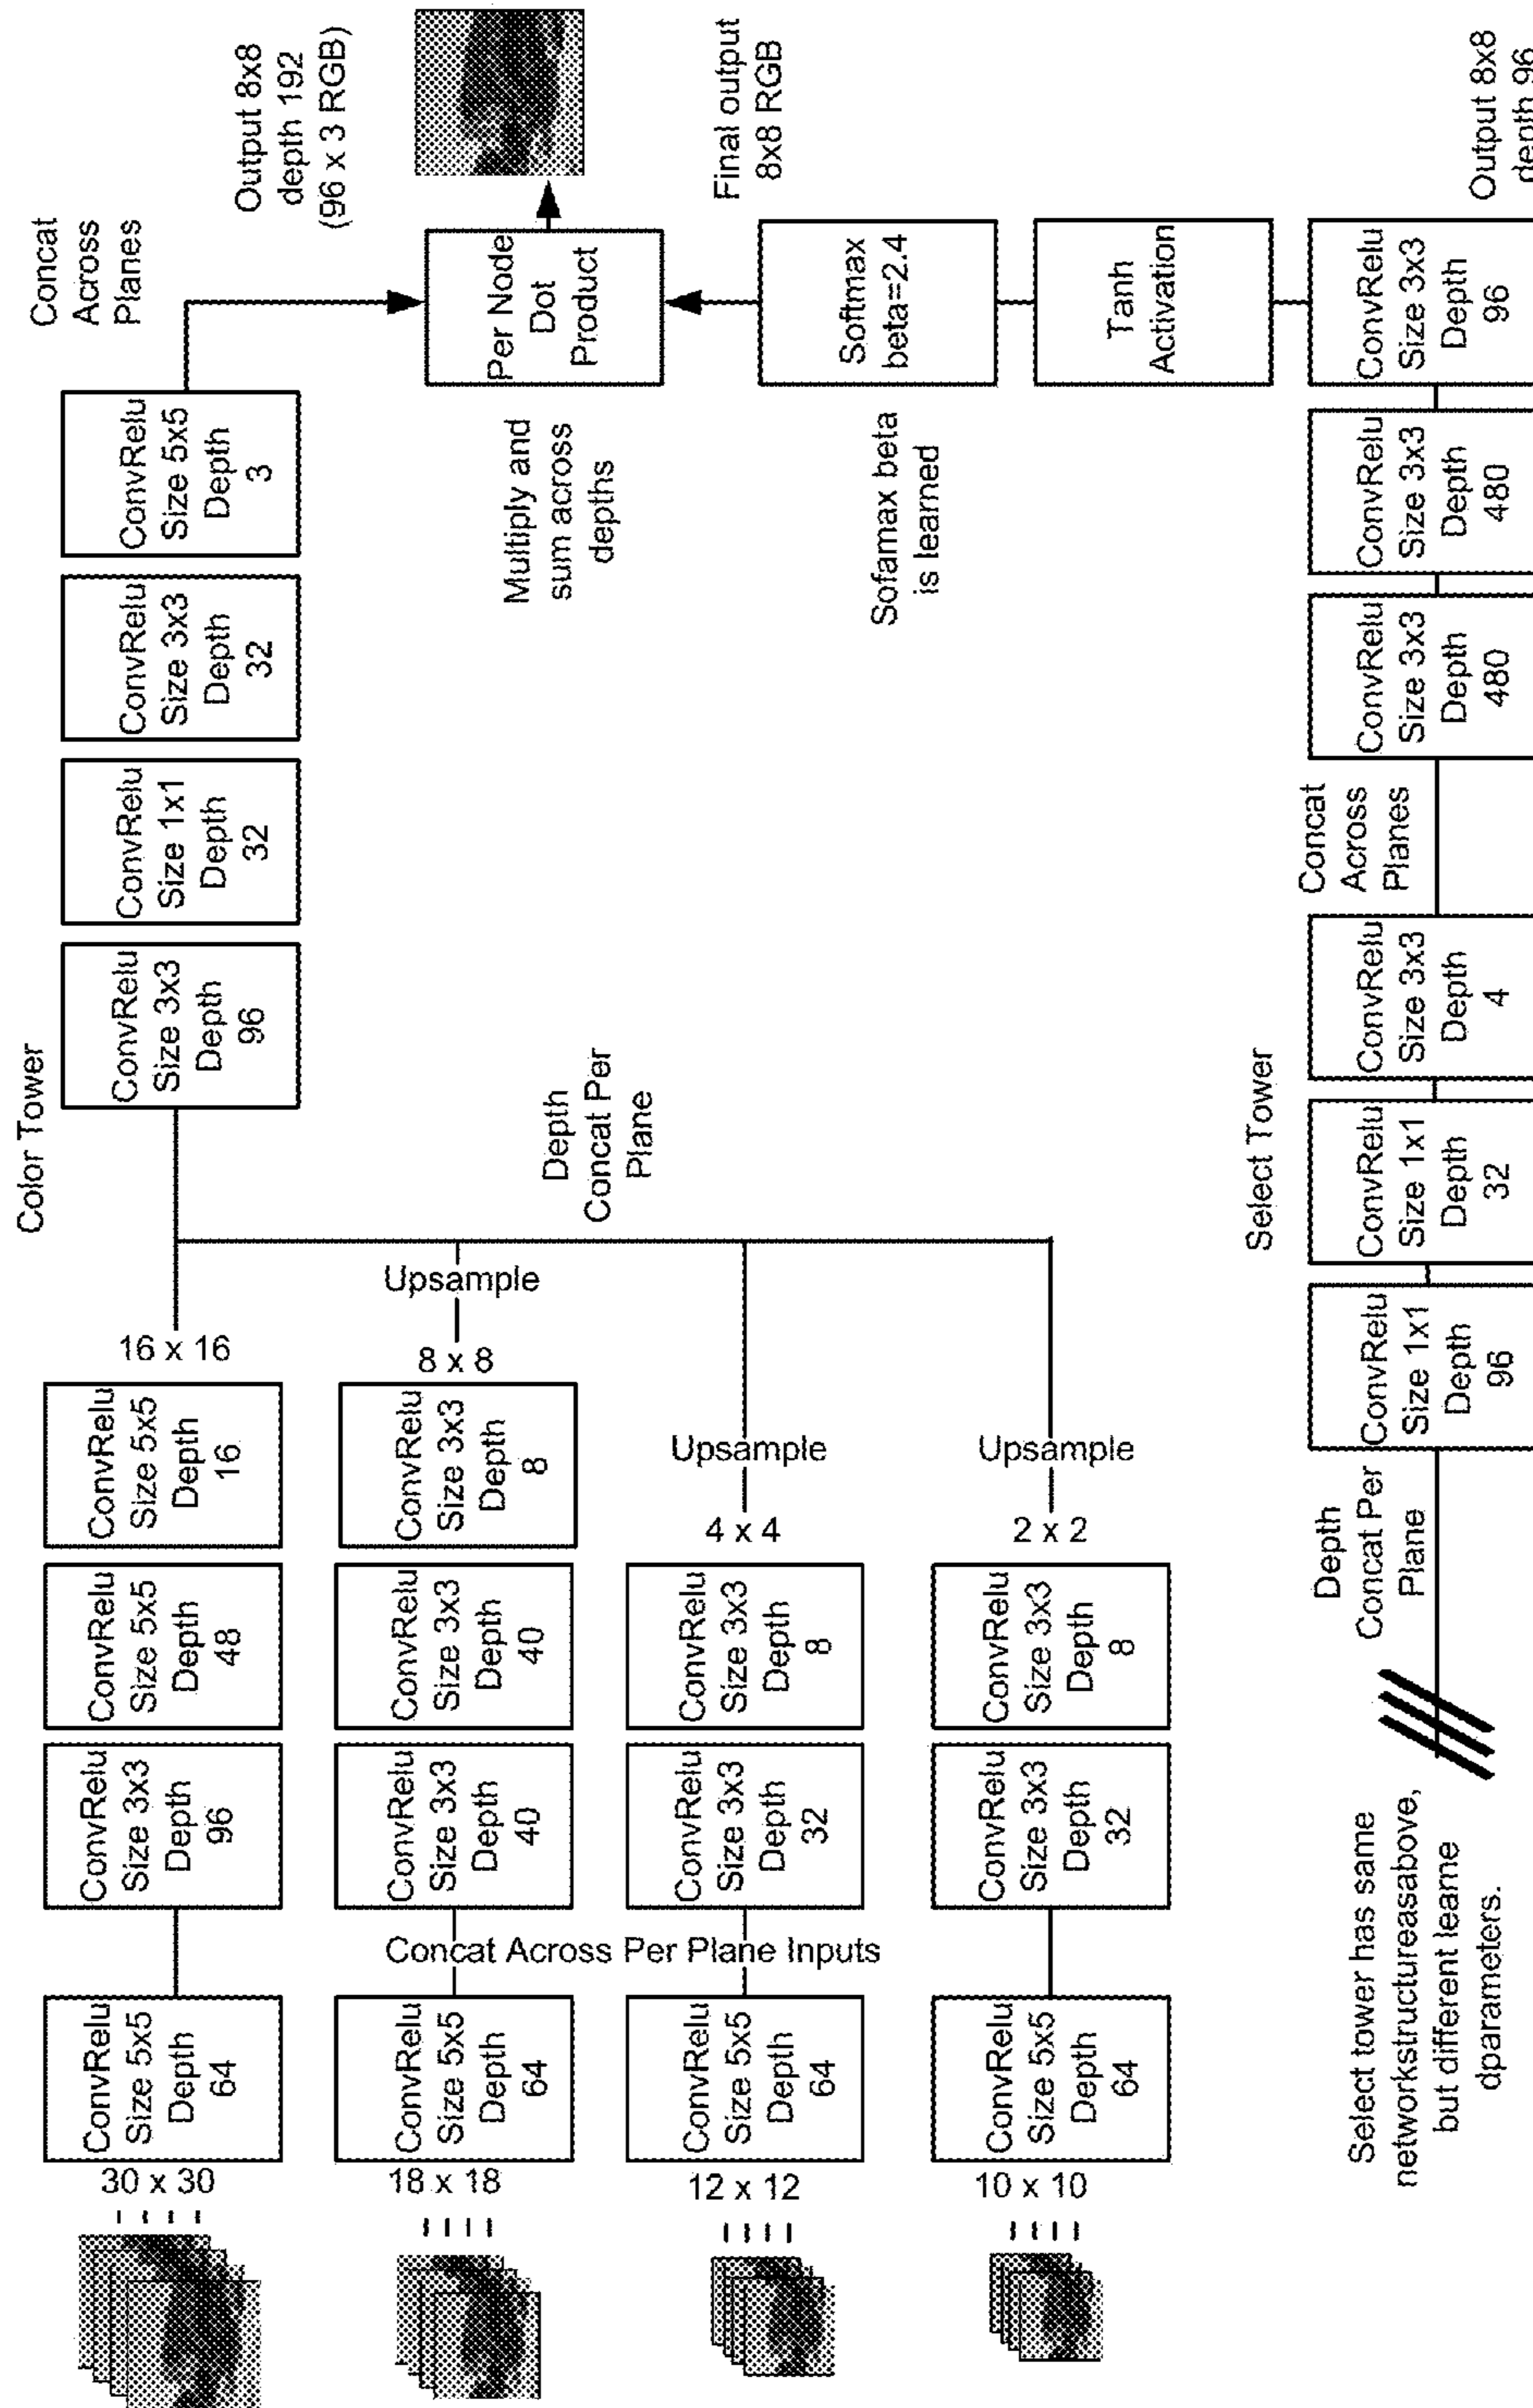 Color Tower
30 x 30
ConvRelu
Size 5x5
Depth
64
ConvRelu
Size 3x3
Depth
96
ConvRelu
Size 5x5
Depth
48
ConvRelu
Size 5x5
Depth
16
16 x 16
ConvRelu
Size 3x3
Depth
96
ConvRelu
Size 1x1
Depth
32
ConvRelu
Size 3x3
Depth
32
ConvRelu
Size 5x5
Depth
3
Concat
Across
Planes
Output 8x8
depth 192
(96 x 3 RGB)
18 x 18
ConvRelu
Size 5x5
Depth
64
Concat Across Per Plane Inputs
ConvRelu
Size 3x3
Depth
40
ConvRelu
Size 3x3
Depth
40
ConvRelu
Size 3x3
Depth
8
8 x 8
Upsample
Depth
Concat Per
Plane
Multiply and
sum across
depths
Per Node
Dot
Product
12 x 12
ConvRelu
Size 5x5
Depth
64
ConvRelu
Size 3x3
Depth
32
ConvRelu
Size 3x3
Depth
8
4 x 4
Upsample
Final output
8x8 RGB
10 x 10
ConvRelu
Size 5x5
Depth
64
ConvRelu
Size 3x3
Depth
32
ConvRelu
Size 3x3
Depth
8
2 x 2
Upsample
Sofamax beta
is learned
Softmax
beta=2.4
Tanh
Activation
Select Tower
Select tower has same
networkstructureasabove,
but different learne
dparameters.
Depth
Concat Per
Plane
ConvRelu
Size 1x1
Depth
96
ConvRelu
Size 1x1
Depth
32
ConvRelu
Size 3x3
Depth
4
Concat
Across
Planes
ConvRelu
Size 3x3
Depth
480
ConvRelu
Size 3x3
Depth
480
ConvRelu
Size 3x3
Depth
96
Output 8x8
depth 96